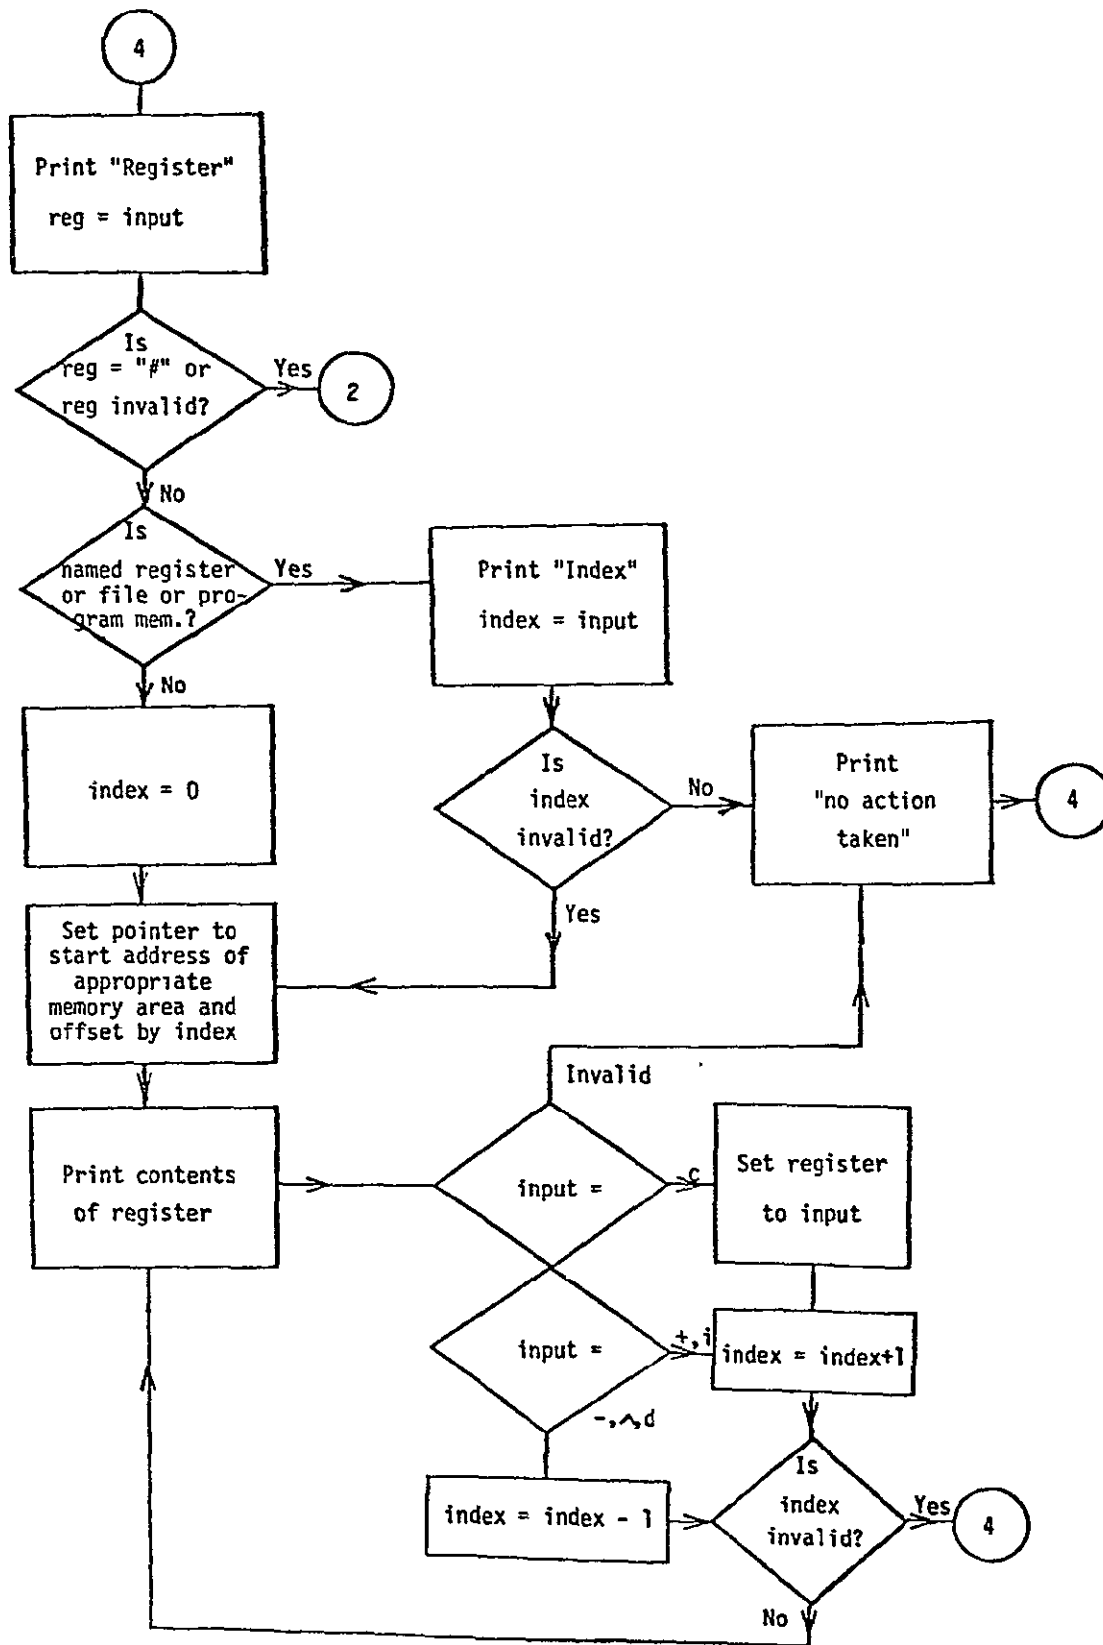 4
Print "Register"
reg = input
Is
reg = "#" or
reg invalid?
Yes
2
No
Is
named register
or file or pro-
gram mem.?
Yes
Print "Index"
index = input
No
index = 0
Is
index
invalid?
No
Print
"no action
taken"
4
Yes
Set pointer to
start address of
appropriate
memory area and
offset by index
Invalid
Print contents
of register
input =
c
Set register
to input
input =
+,i
index = index+1
-,^,d
index = index - 1
Is
index
invalid?
Yes
4
No